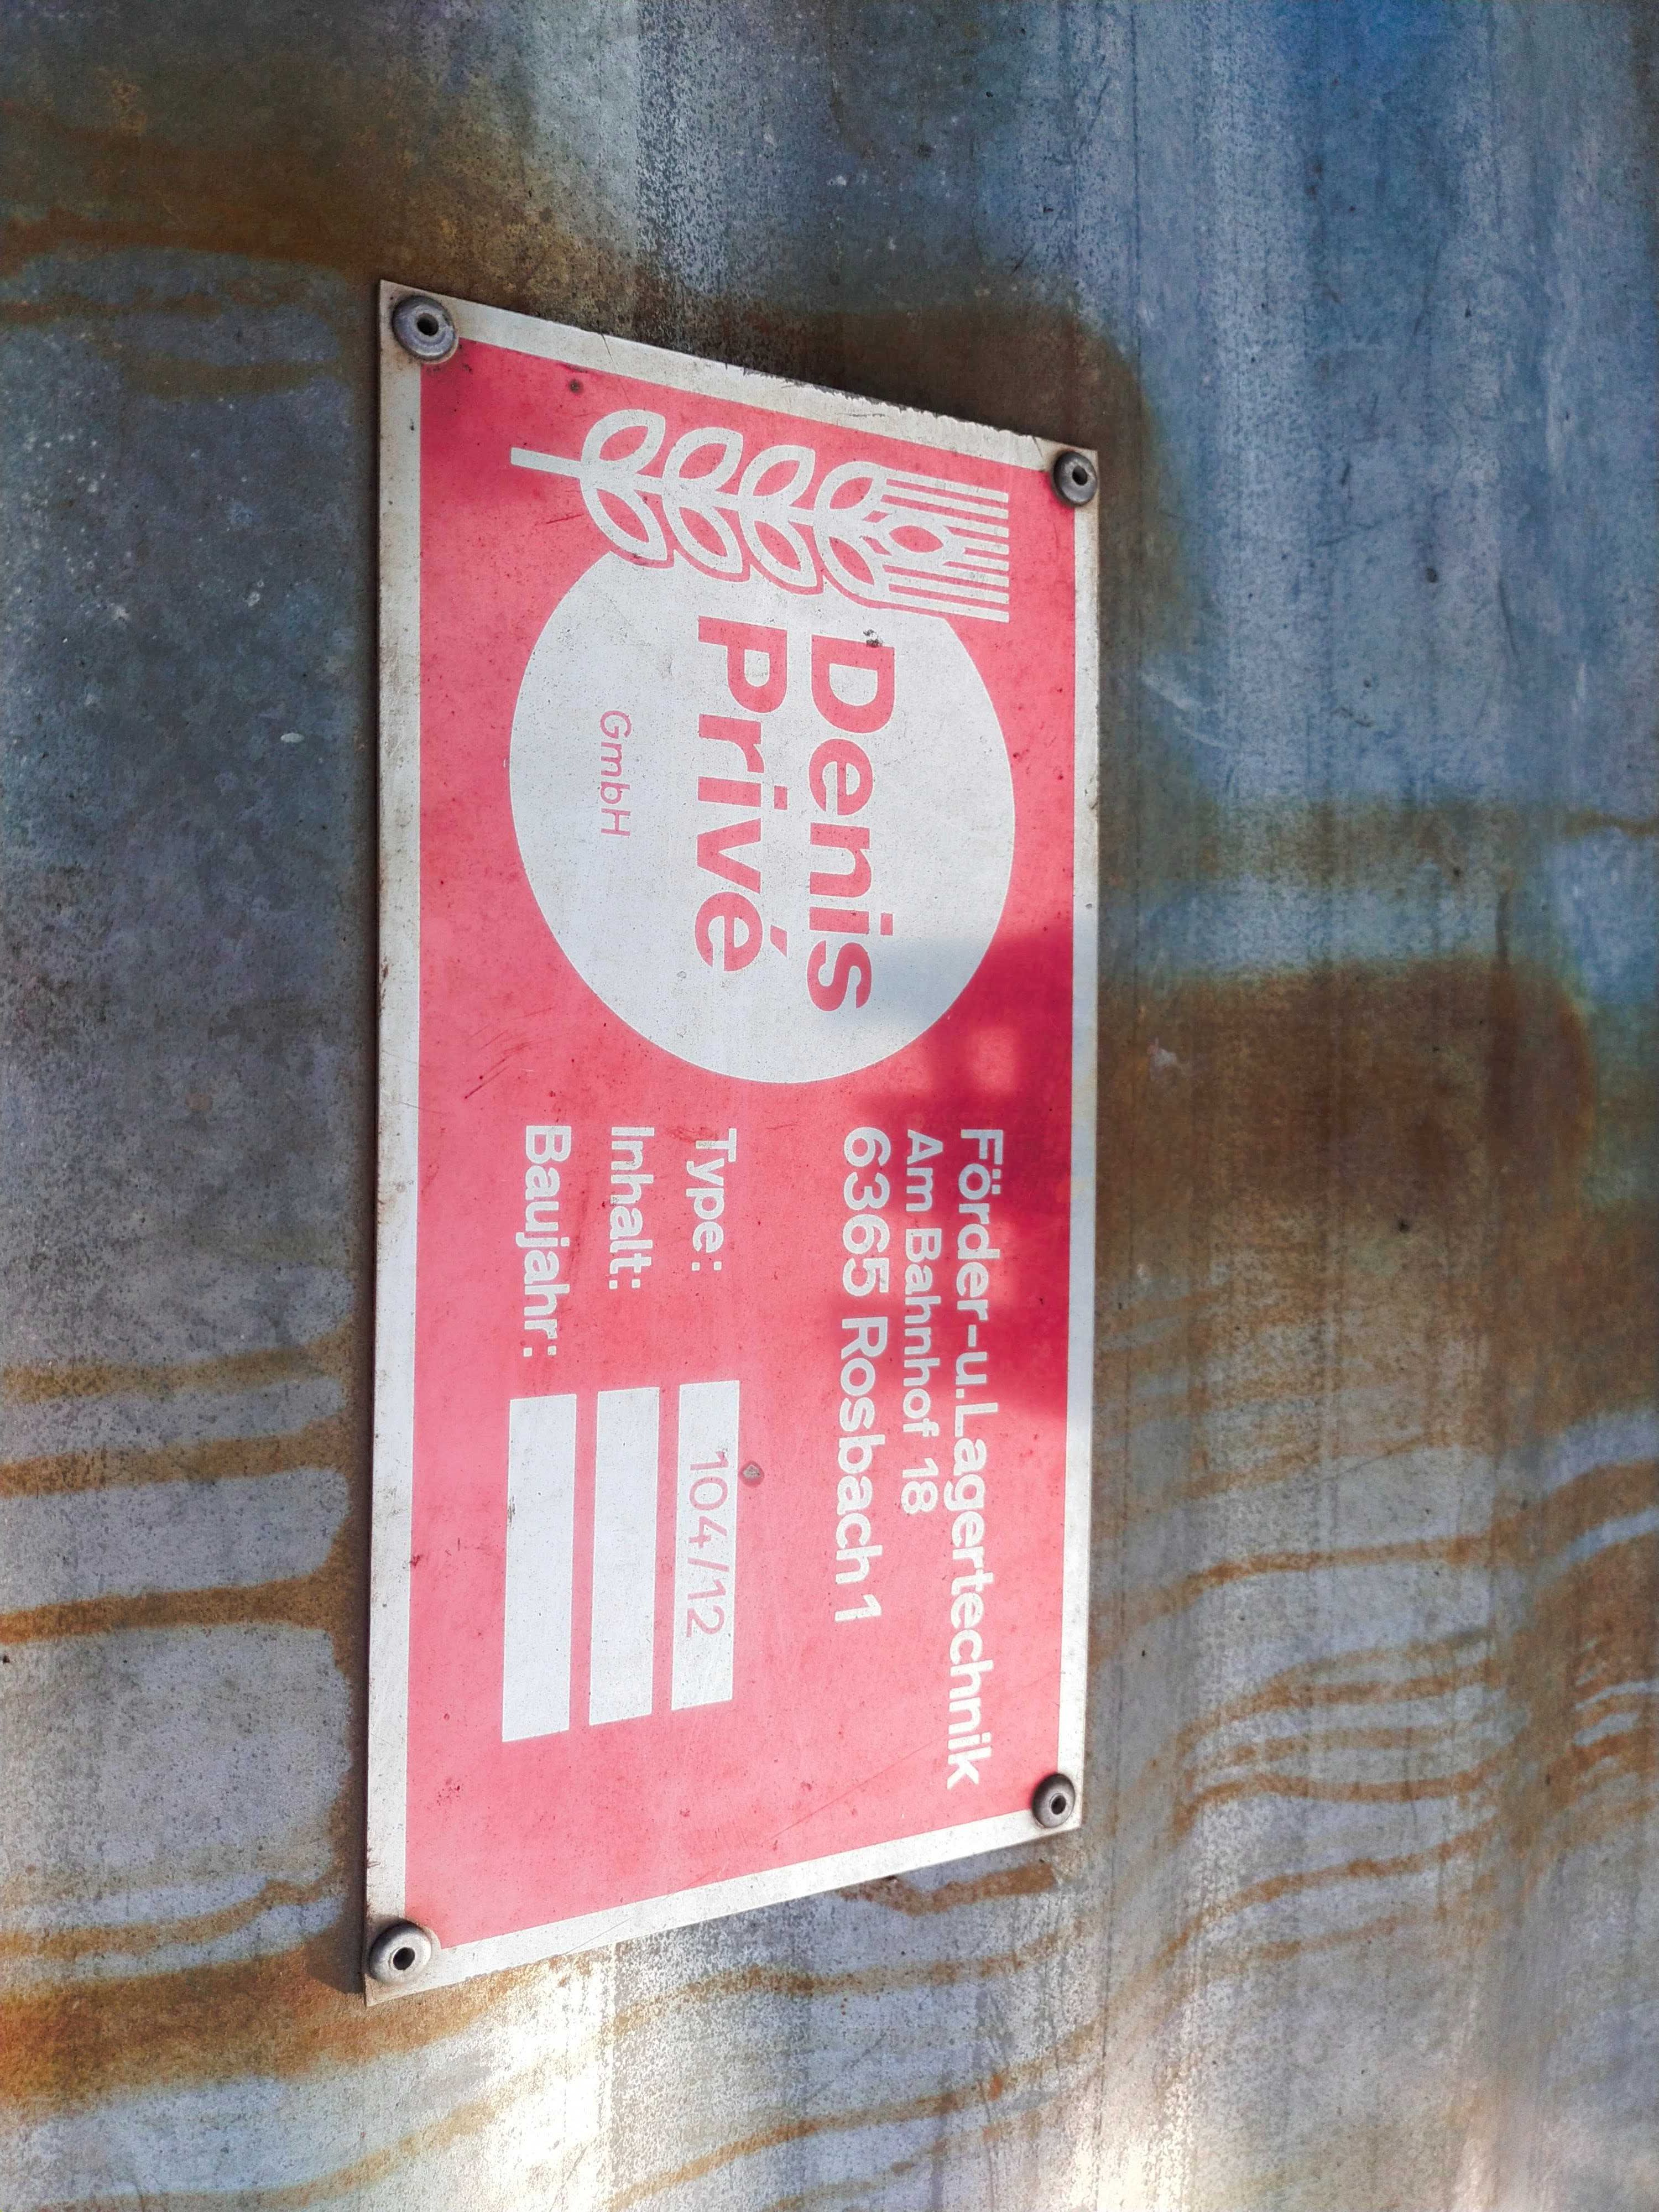 Denis
Privé
GmbH
Förder-u.Lagertechnik
Am Bahnhof 18
6365 Rosbach 1
Type: 104/12
Inhalt:
Baujahr: